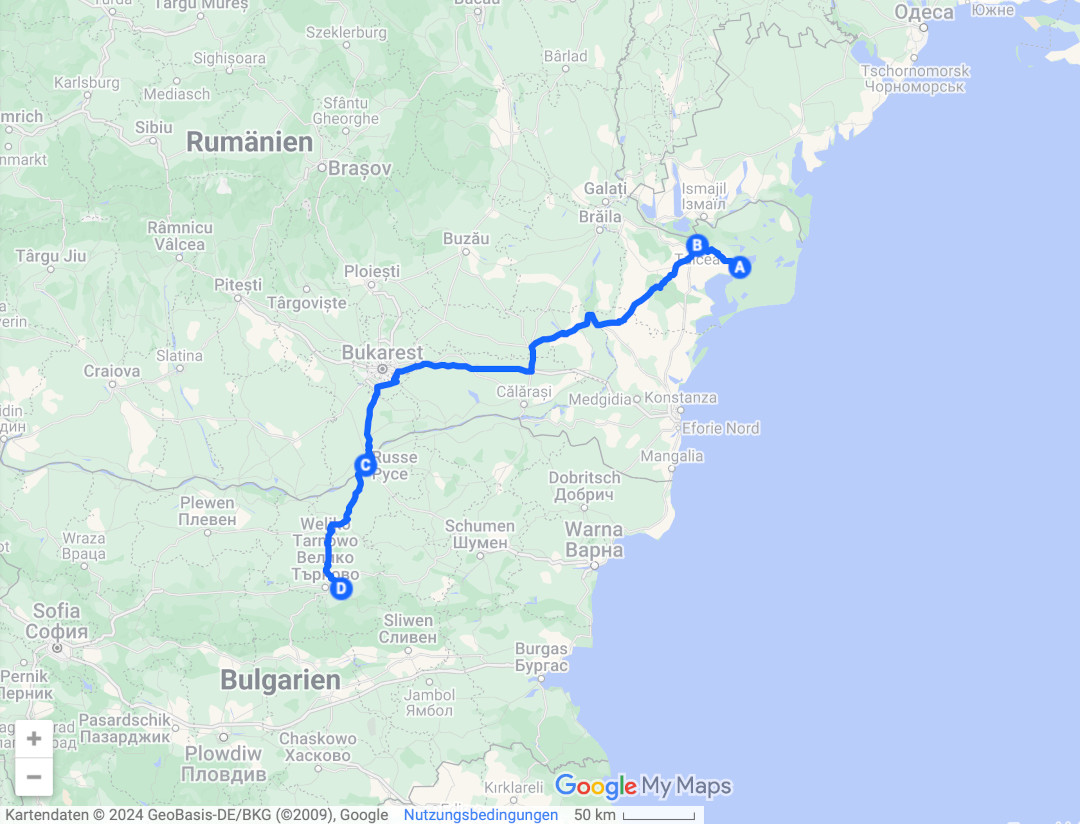 Târgu Mureș
Bacău
Одеса
Южне
Szeklerburg
Bârlad
Sighișoara
Tschornomorsk
Чорноморськ
Karlsburg
Mediasch
Sfântu
Gheorghe
Sibiu
Rumänien
Brașov
Galați
Ismajil
Ізмаїл
Brăila
Râmnicu
Vâlcea
Buzău
B
A
Târgu Jiu
Ploiești
Pitești
Târgoviște
Bukarest
Slatina
Craiova
Călărași
Medgidia
Konstanza
Eforie Nord
C
Russe
Русе
Mangalia
Dobritsch
Добрич
Plewen
Плевен
Weliko
Tarnowo
Велико
Търново
Schumen
Шумен
Warna
Варна
Wraza
Враца
D
Sofia
София
Sliwen
Сливен
Burgas
Бургас
Pernik
Перник
Bulgarien
Jambol
Ямбол
Pasardschik
Пазарджик
Plowdiw
Пловдив
Chaskowo
Хасково
Kırklareli
+
−
Google My Maps
Kartendaten © 2024 GeoBasis-DE/BKG (©2009), Google Nutzungsbedingungen 50 km